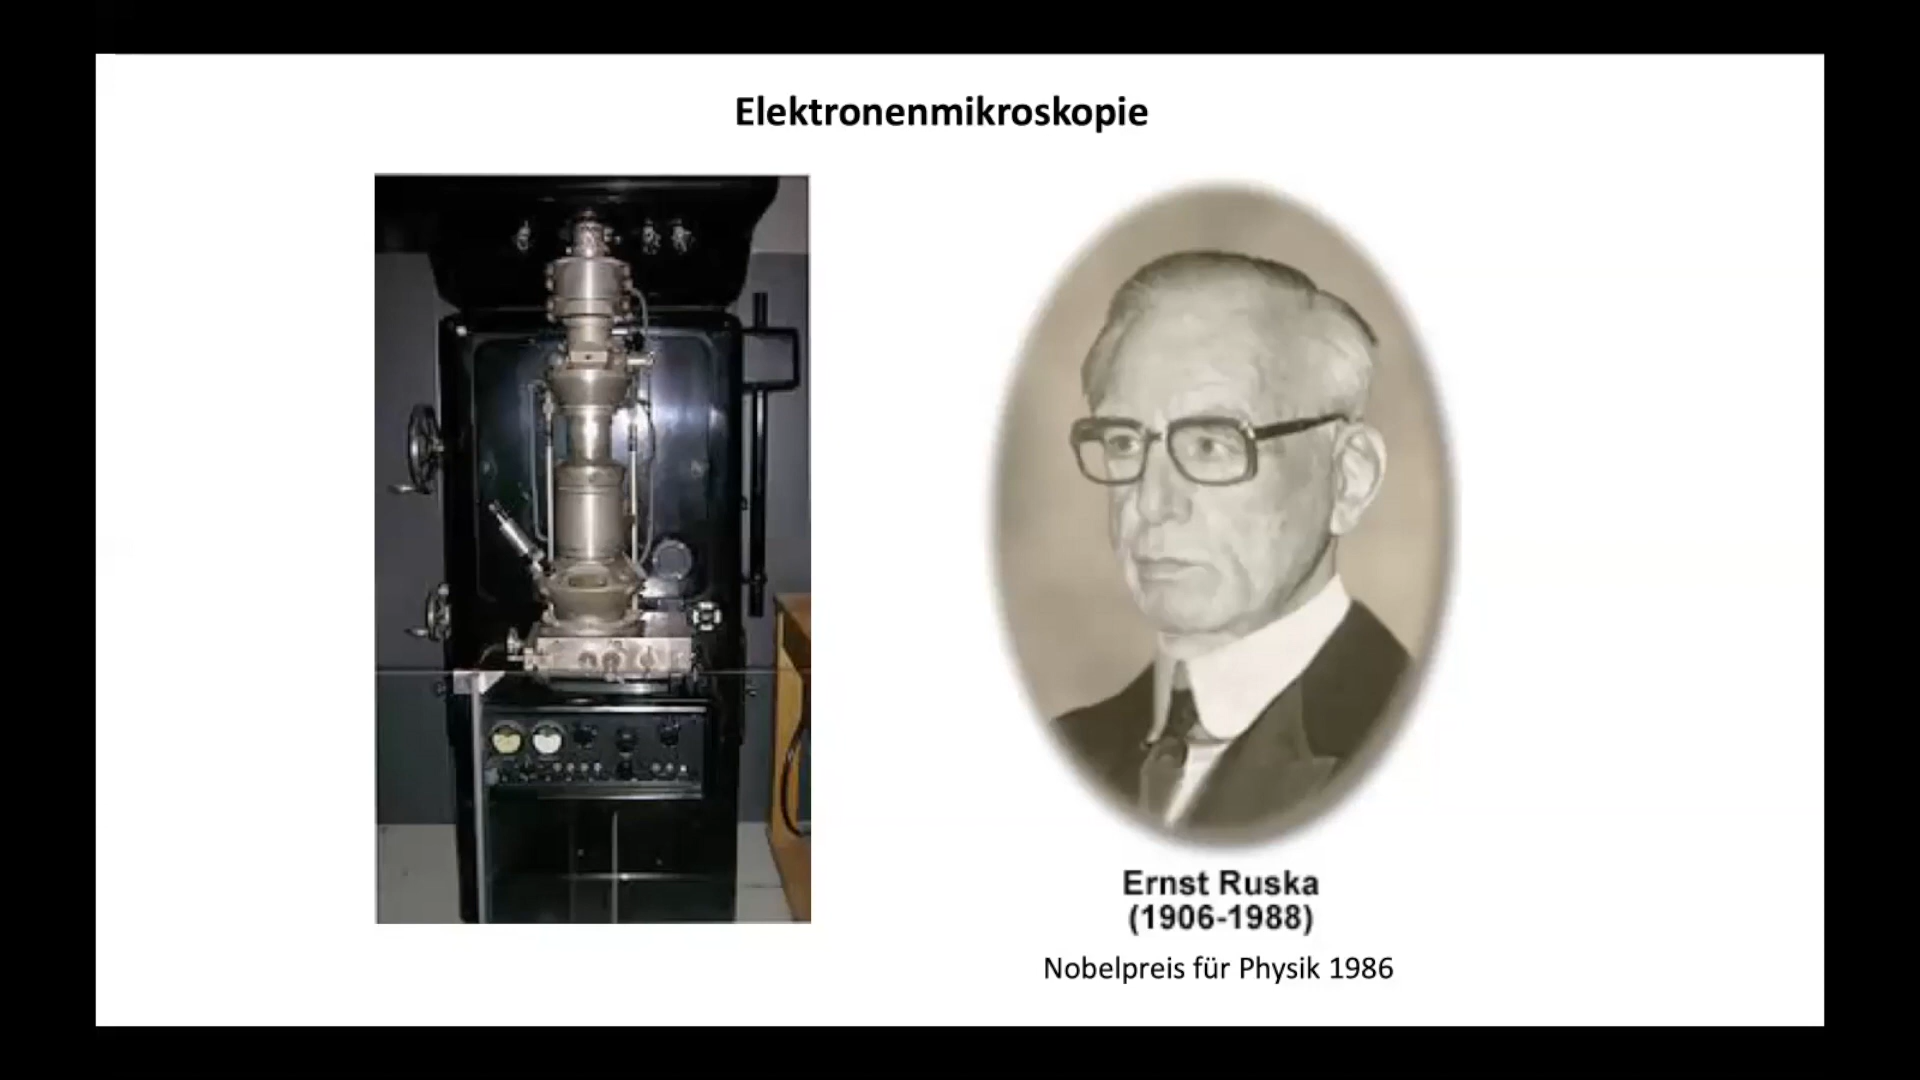 Elektronenmikroskopie
Ernst Ruska
(1906-1988)
Nobelpreis für Physik 1986